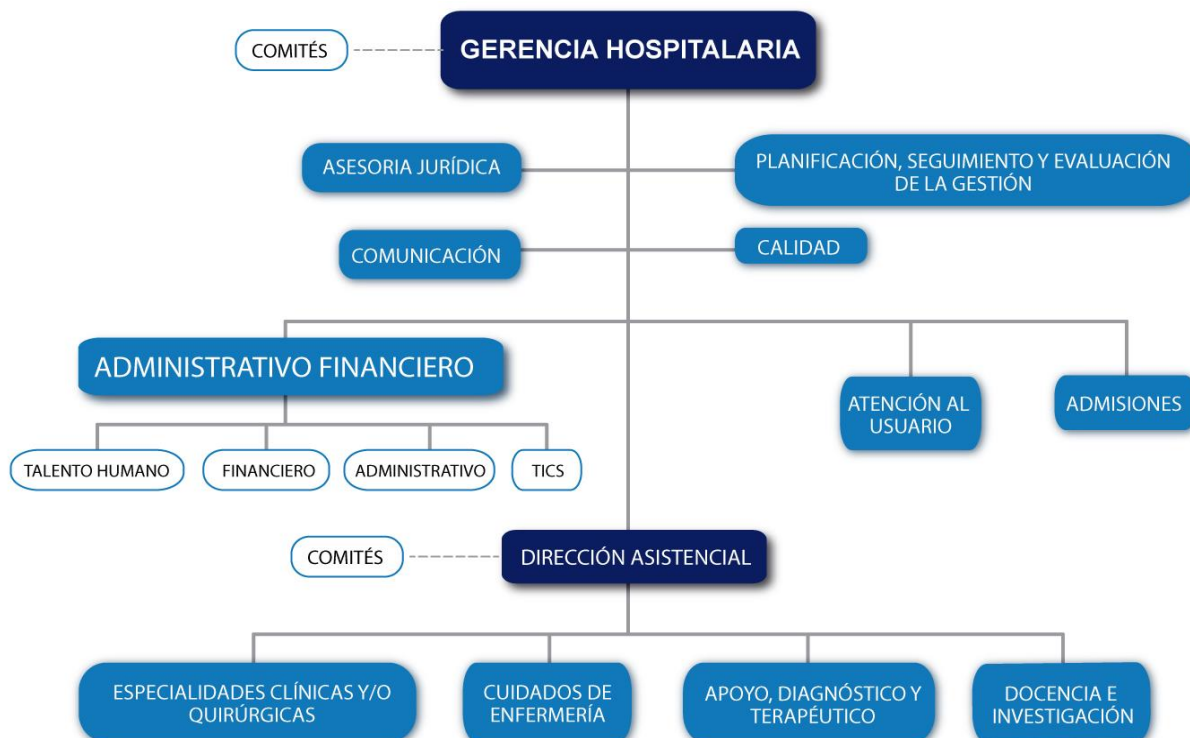 COMITÉS
GERENCIA HOSPITALARIA
ASESORIA JURÍDICA
PLANIFICACIÓN, SEGUIMIENTO Y EVALUACIÓN
DE LA GESTIÓN
COMUNICACIÓN
CALIDAD
ADMINISTRATIVO FINANCIERO
ATENCIÓN AL
USUARIO
ADMISIONES
TALENTO HUMANO
FINANCIERO
ADMINISTRATIVO
TICS
COMITÉS
DIRECCIÓN ASISTENCIAL
ESPECIALIDADES CLÍNICAS Y/O
QUIRÚRGICAS
CUIDADOS DE
ENFERMERÍA
APOYO, DIAGNÓSTICO Y
TERAPÉUTICO
DOCENCIA E
INVESTIGACIÓN